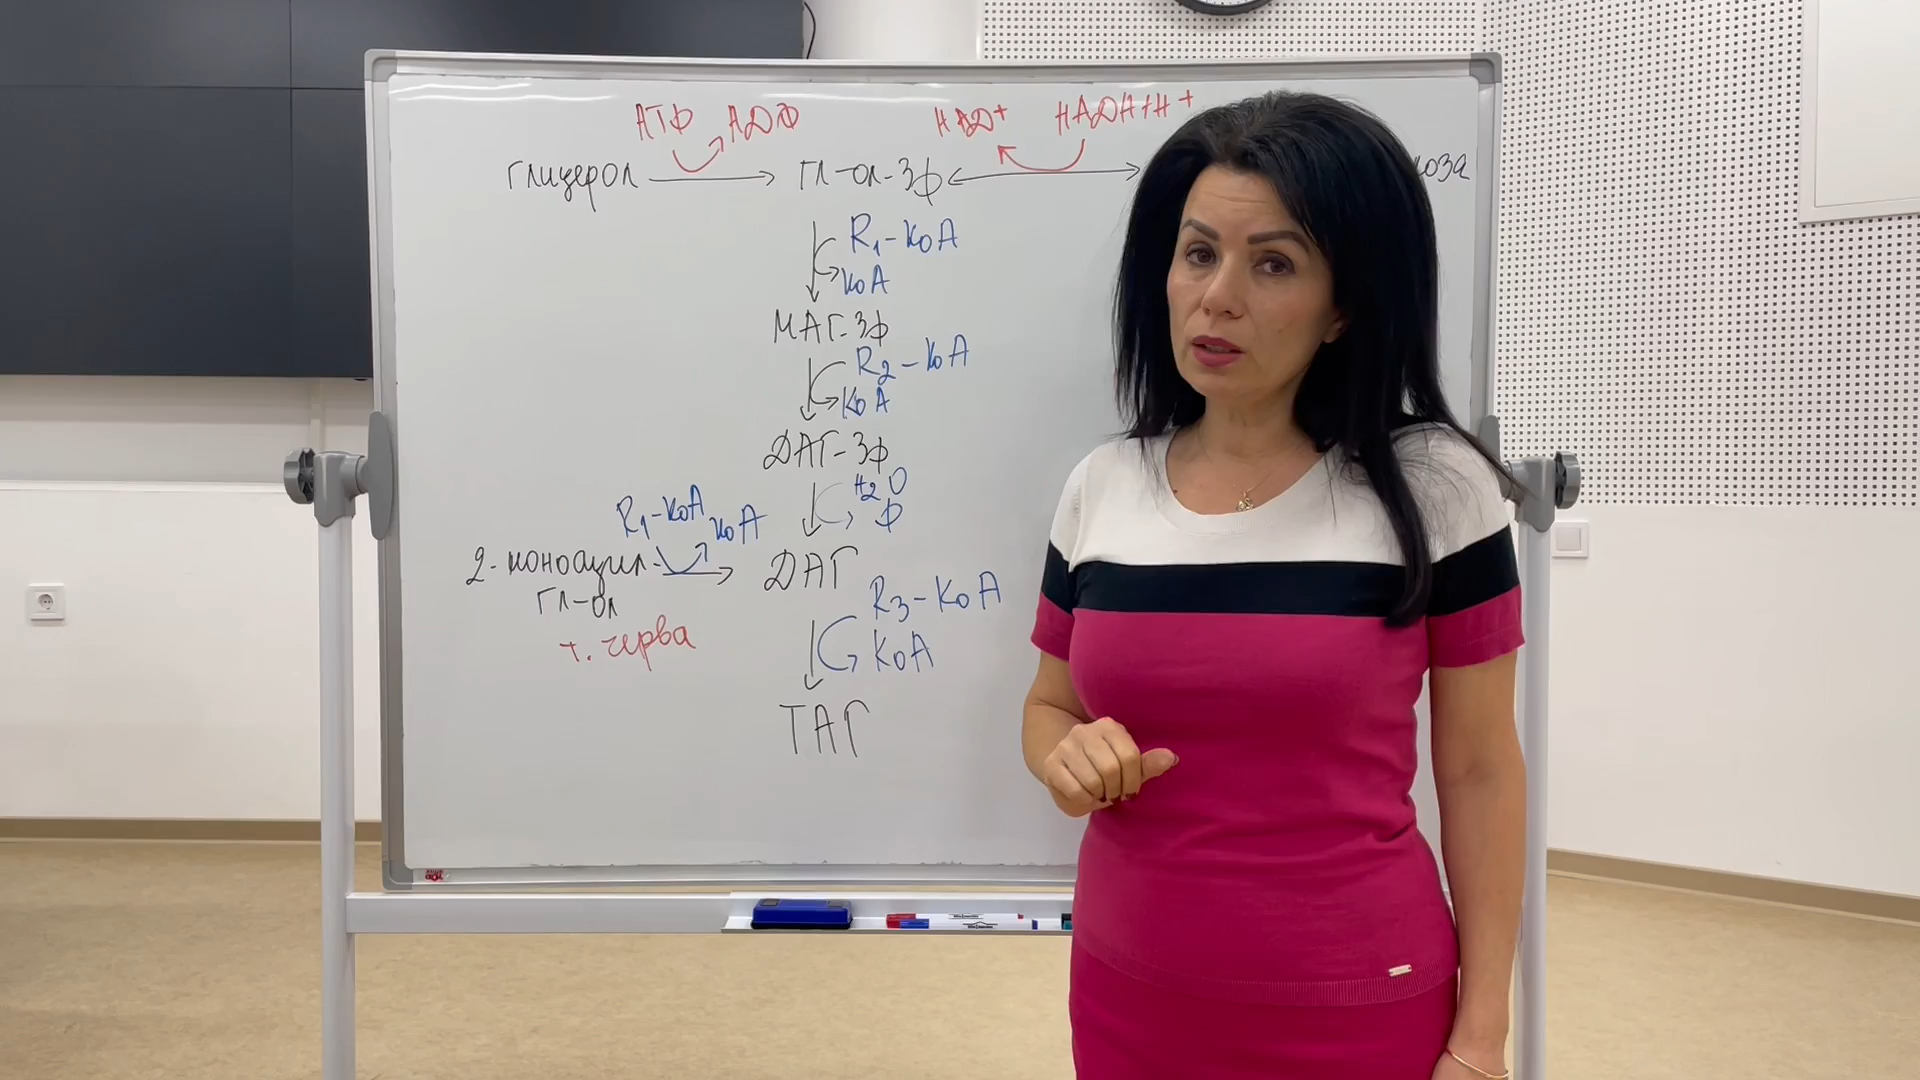 АТФ АДФ НАД+ НАДН+Н+
глицерол гл-ол-3ф оза
R1-КоА
КоА
МАГ-3ф
R2-КоА
КоА
ДАГ-3ф
H2O
Ф
R1-КоА КоА
2-моноацил-
гл-ол
ДАГ
т. черва
R3-КоА
КоА
ТАГ